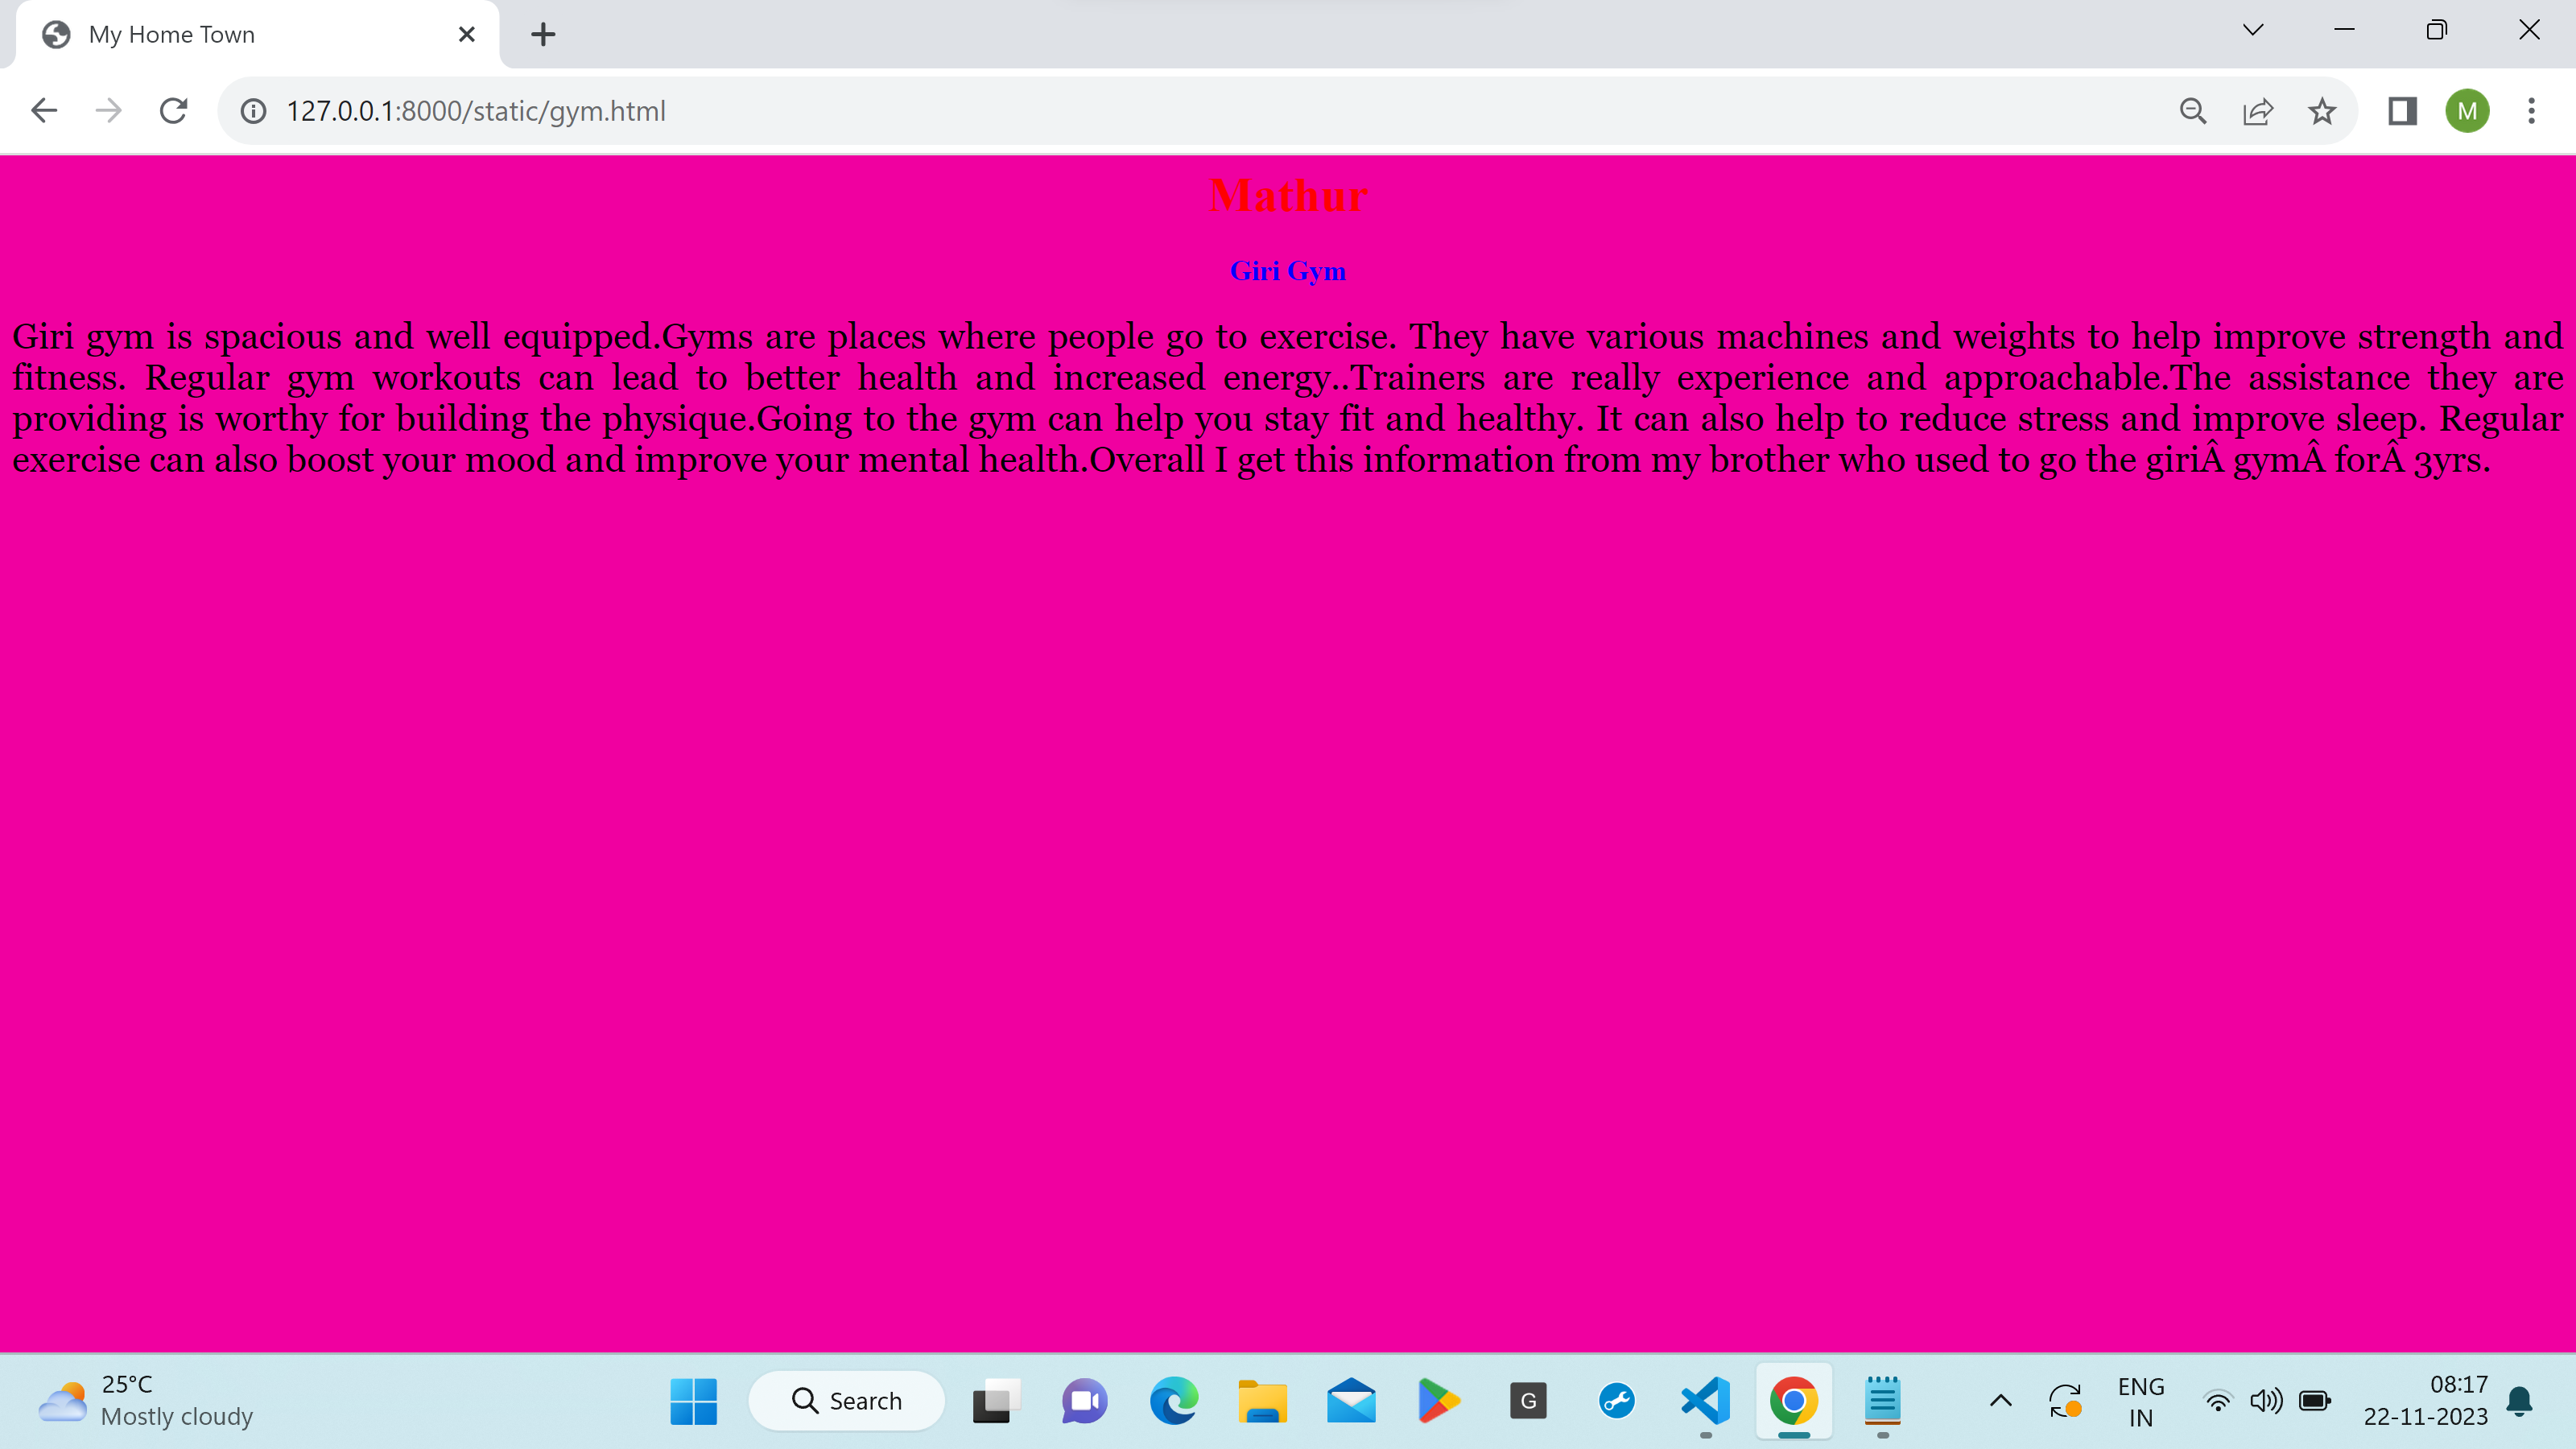 My Home Town
127.0.0.1:8000/static/gym.html
M
Mathur
Giri Gym
Giri gym is spacious and well equipped.Gyms are places where people go to exercise. They have various machines and weights to help improve strength and
fitness. Regular gym workouts can lead to better health and increased energy..Trainers are really experience and approachable.The assistance they are
providing is worthy for building the physique.Going to the gym can help you stay fit and healthy. It can also help to reduce stress and improve sleep. Regular
exercise can also boost your mood and improve your mental health.Overall I get this information from my brother who used to go the giriÂ gymÂ forÂ 3yrs.
25°C
Mostly cloudy
Search
G
ENG
IN
08:17
22-11-2023